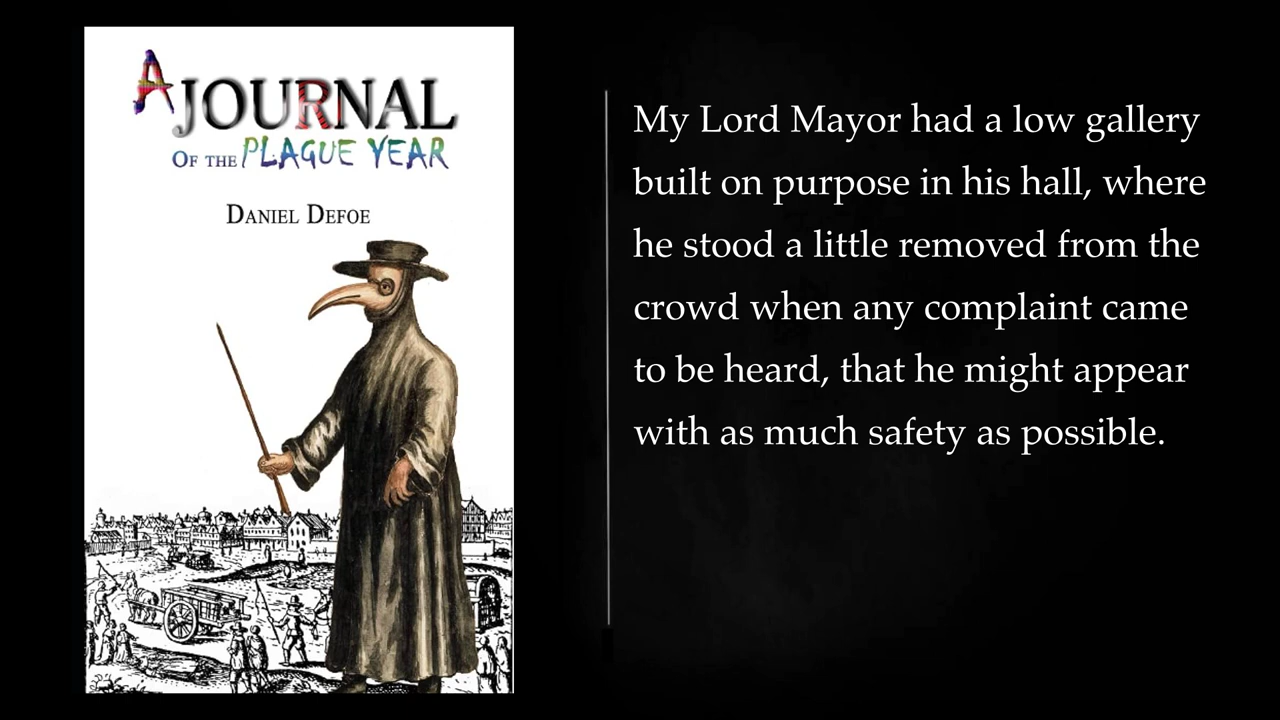 A JOURNAL
OF THE PLAGUE YEAR
DANIEL DEFOE
My Lord Mayor had a low gallery
built on purpose in his hall, where
he stood a little removed from the
crowd when any complaint came
to be heard, that he might appear
with as much safety as possible.